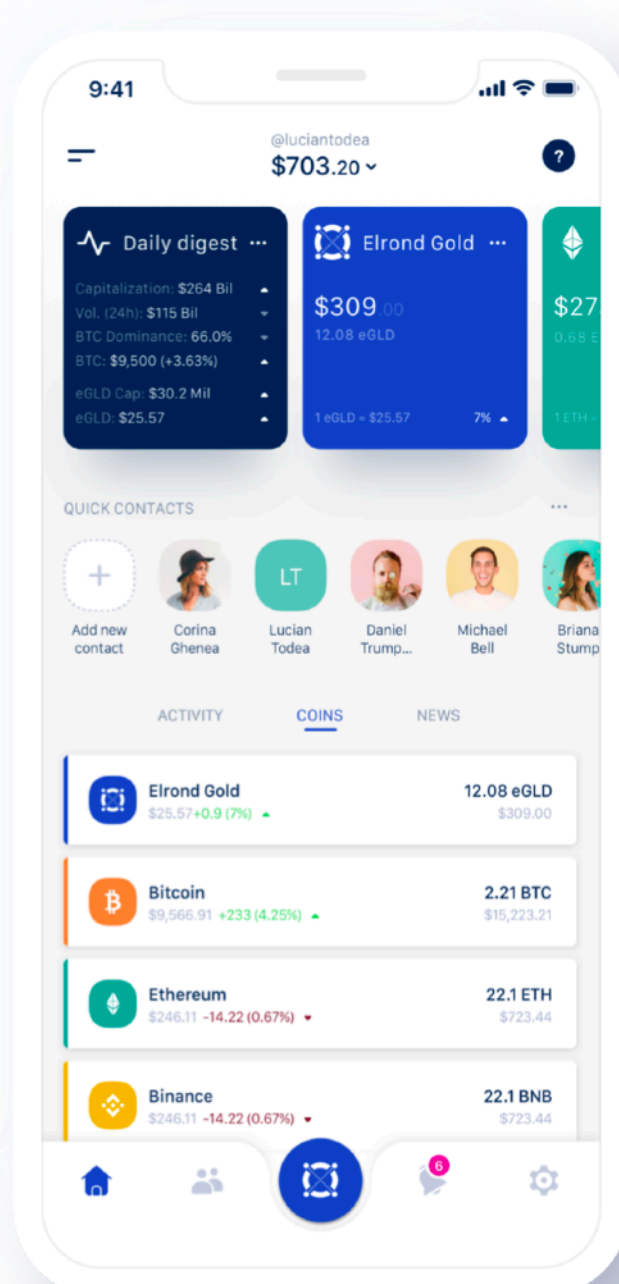 9:41
@luciantodea
$703.20
?
Daily digest ...
Capitalization: $264 Bil
Vol. (24h): $115 Bil
BTC Dominance: 66.0%
BTC: $9,500 (+3.63%)
eGLD Cap: $30.2 Mil
eGLD: $25.57
Elrond Gold ...
$309.00
12.08 eGLD
1 eGLD = $25.57 7%
$27
0.68 E
1 ETH =
QUICK CONTACTS ...
Add new contact
Corina Ghenea
LT
Lucian Todea
Daniel Trump...
Michael Bell
Briana Stump
ACTIVITY COINS NEWS
Elrond Gold 12.08 eGLD
$25.57+0.9 (7%) $309.00
Bitcoin 2.21 BTC
$9,566.91 +233 (4.25%) $15,223.21
Ethereum 22.1 ETH
$246.11 -14.22 (0.67%) $723.44
Binance 22.1 BNB
$246.11 -14.22 (0.67%) $723.44
6